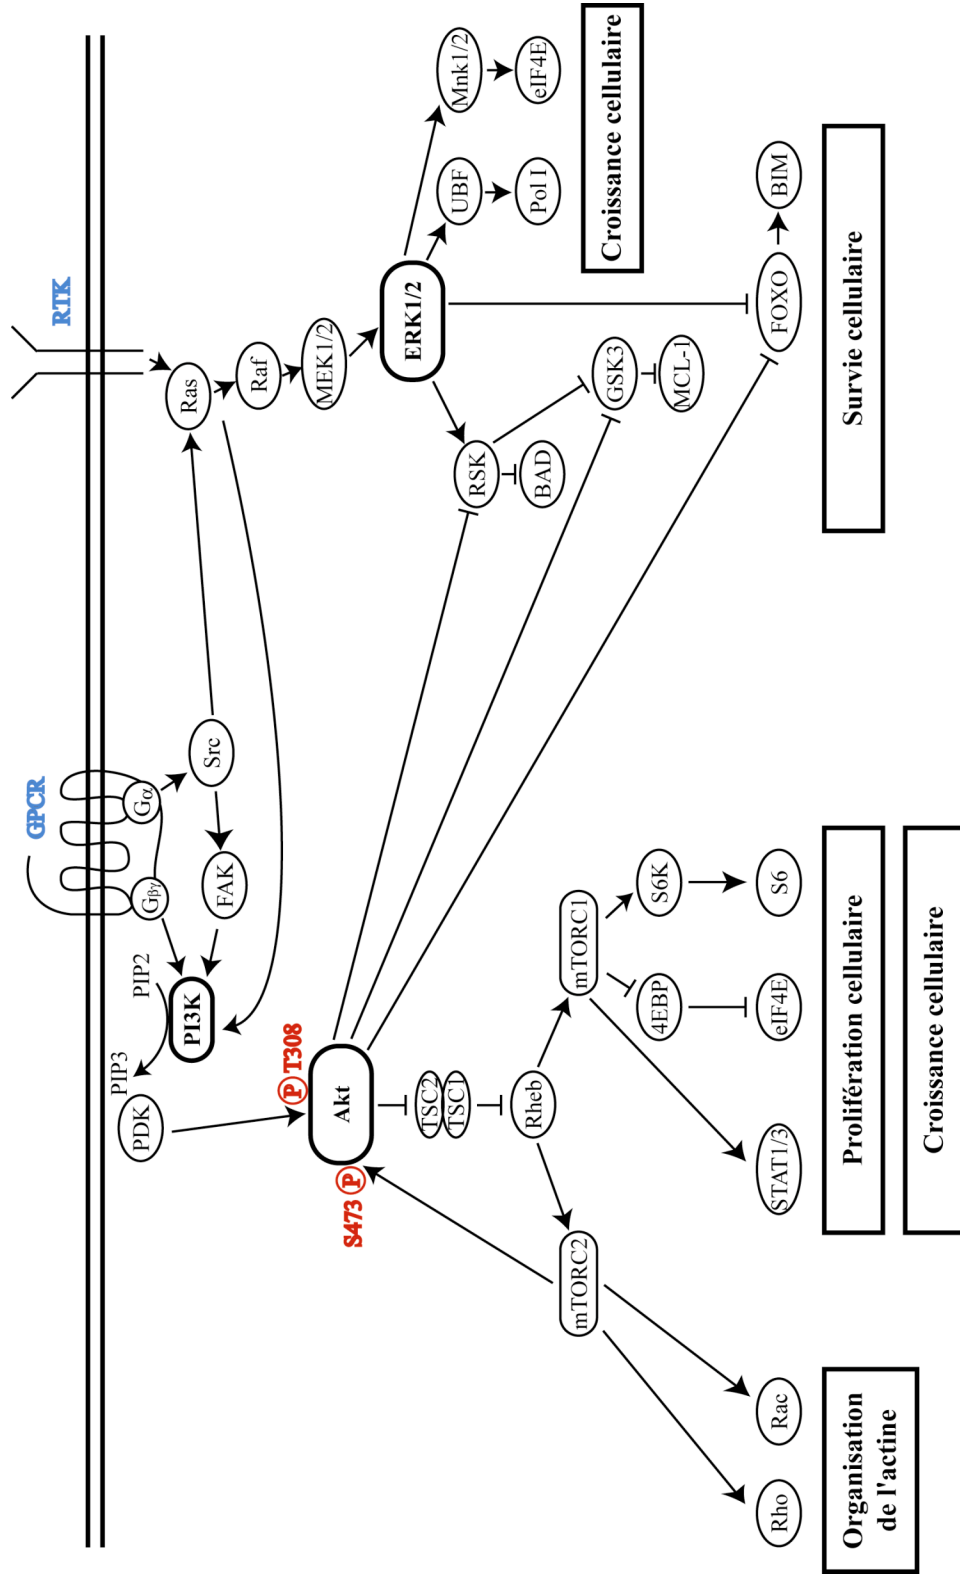 GPCR
RTK
Gβγ
Gα
PIP2
PIP3
PI3K
PDK
FAK
Src
Ras
Raf
MEK1/2
ERK1/2
P T308
S473 P
Akt
TSC2
TSC1
Rheb
mTORC2
mTORC1
RSK
BAD
GSK3
MCL-1
UBF
Pol I
Mnk1/2
eIF4E
4EBP
S6K
Rho
Rac
STAT1/3
eIF4E
S6
FOXO
BIM
Croissance cellulaire
Organisation
de l'actine
Prolifération cellulaire
Croissance cellulaire
Survie cellulaire